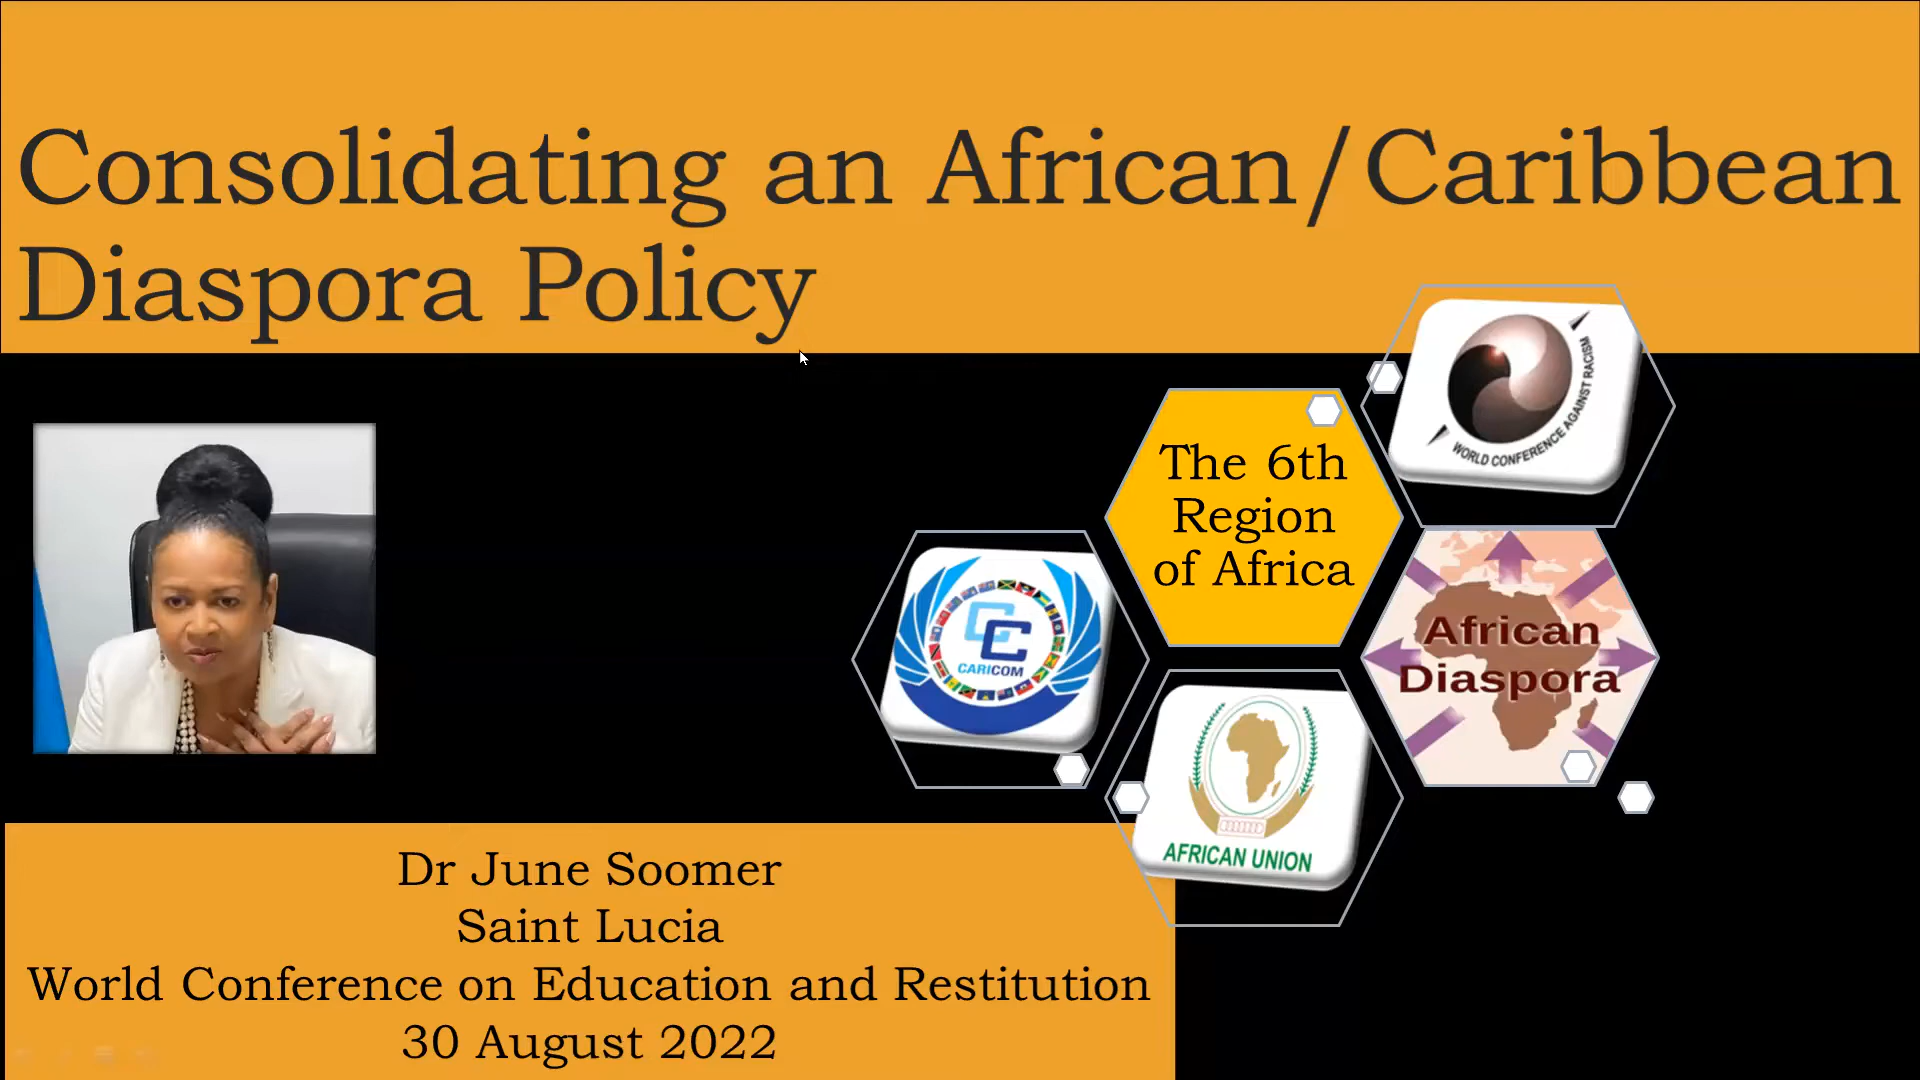 Consolidating an African/Caribbean
Diaspora Policy
WORLD CONFERENCE AGAINST RACISM
The 6th
Region
of Africa
CC
CARICOM
African
Diaspora
AFRICAN UNION
Dr June Soomer
Saint Lucia
World Conference on Education and Restitution
30 August 2022